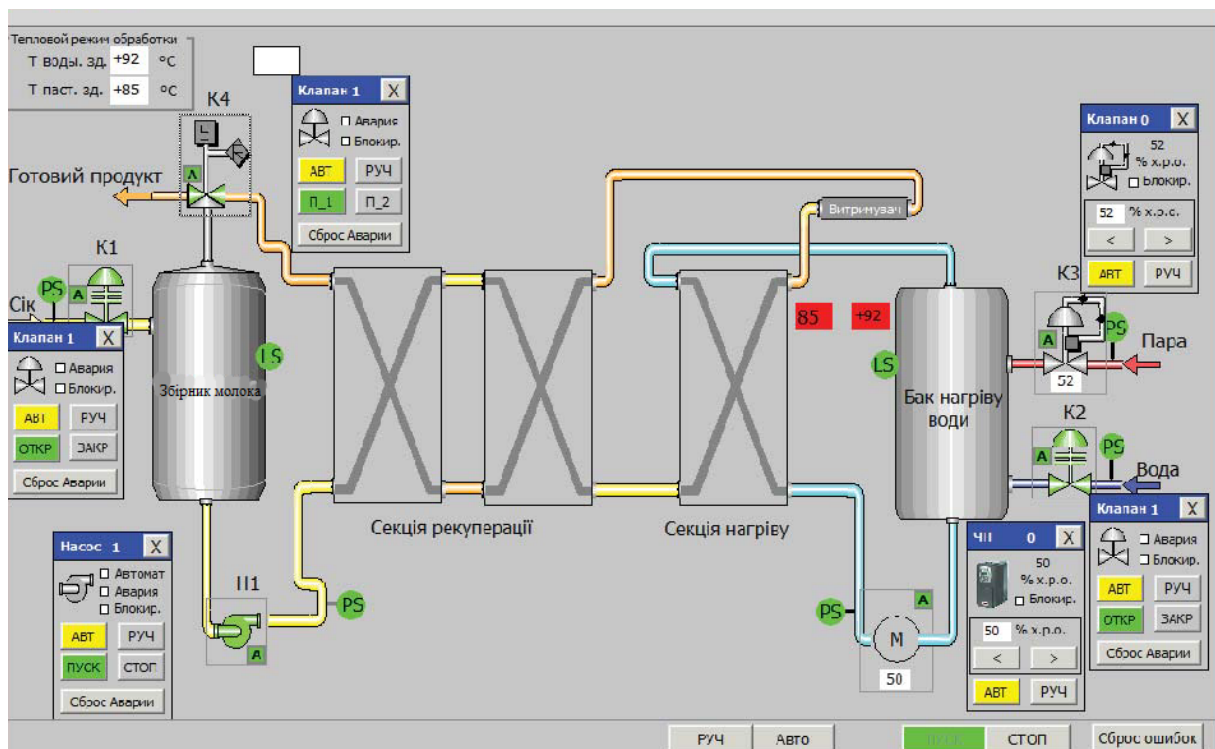 Тепловой режим обработки
Т воды. зд. +92 °C
Т паст. зд. +85 °C
К4
Клапан 1 X
Авария
Блокир.
АВТ РУЧ
П_1 П_2
Сброс Аварии
Клапан 0 X
52
% х.р.о.
Блокир.
52 % х.р.о.
< >
АВТ РУЧ
Готовий продукт
A
Витримувач
К1
PS
A
Сік
Клапан 1 X
Авария
Блокир.
АВТ РУЧ
ОТКР ЗАКР
Сброс Аварии
Збірник молока
LS
85 +92
LS
Бак нагріву
води
К3
PS
A
Пара
52
К2
PS
A
Вода
Секція рекуперації
Секція нагріву
Насос 1 X
Автомат
Авария
Блокир.
АВТ РУЧ
ПУСК СТОП
Сброс Аварии
П1
A
PS
PS
A
M
50
ЧП 0 X
50
% х.р.о.
Блокир.
50 % х.р.о.
< >
АВТ РУЧ
Клапан 1 X
Авария
Блокир.
АВТ РУЧ
ОТКР ЗАКР
Сброс Аварии
РУЧ Авто ПУСК СТОП Сброс ошибок